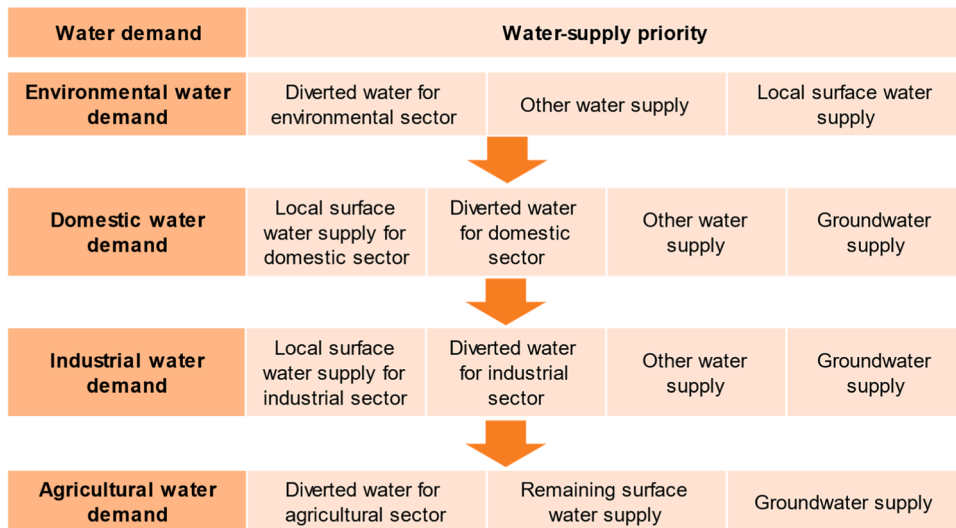 Water demand
Water-supply priority
Environmental water
demand
Diverted water for
environmental sector
Other water supply
Local surface water
supply
Domestic water
demand
Local surface
water supply for
domestic sector
Diverted water
for domestic
sector
Other water
supply
Groundwater
supply
Industrial water
demand
Local surface
water supply for
industrial sector
Diverted water
for industrial
sector
Other water
supply
Groundwater
supply
Agricultural water
demand
Diverted water for
agricultural sector
Remaining surface
water supply
Groundwater supply